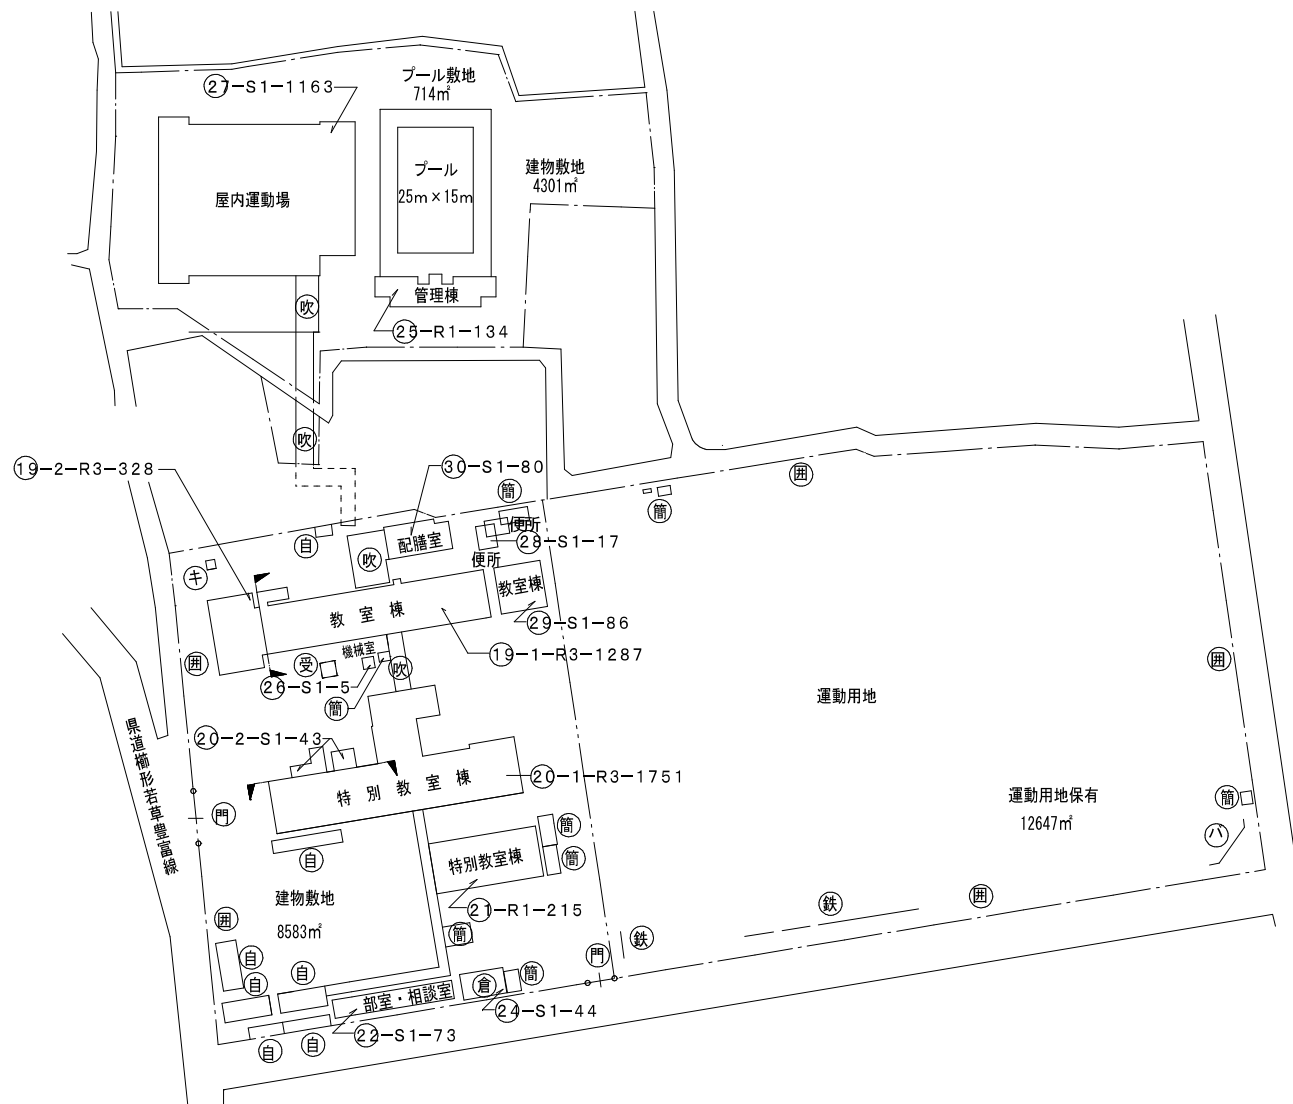 プール敷地
714㎡
㉗-S1-1163
プール
25m×15m
建物敷地
4301㎡
屋内運動場
管理棟
吹
㉕-R1-134
吹
⑲-2-R3-328
㉚-S1-80
簡
囲
簡
便所
自
配膳室
㉘-S1-17
吹
便所
キ
教室棟
教室棟
㉙-S1-86
機械室
⑲-1-R3-1287
囲
受
吹
囲
㉖-S1-5
簡
運動用地
県道櫛形若草豊富線
⑳-2-S1-43
特別教室棟
⑳-1-R3-1751
運動用地保有
12647㎡
簡
門
簡
パ
自
特別教室棟
簡
建物敷地
8583㎡
㉑-R1-215
鉄
囲
囲
簡
鉄
自
自
自
門
部室・相談室
倉
簡
㉔-S1-44
㉒-S1-73
自
自
便所